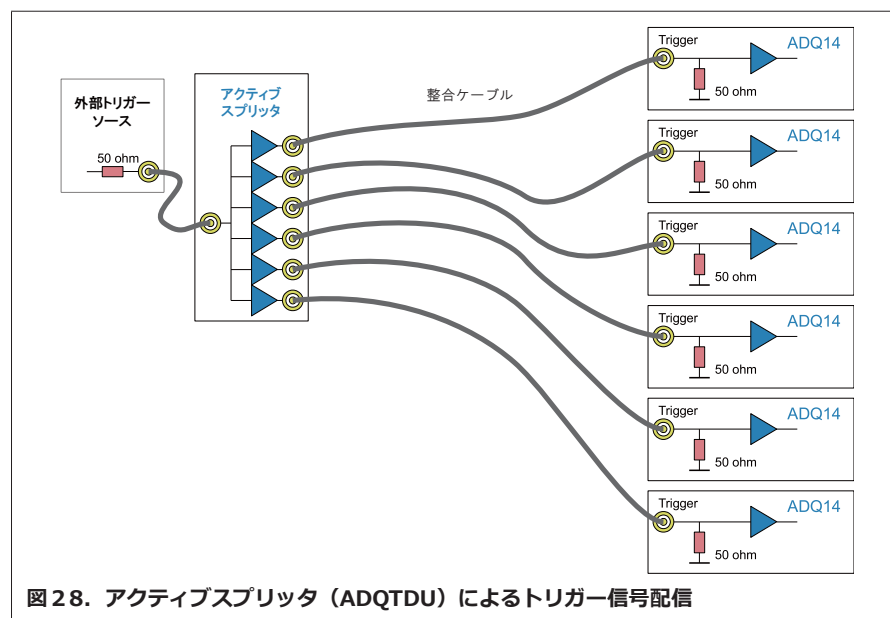 外部トリガー
ソース
50 ohm
アクティブ
スプリッタ
整合ケーブル
Trigger
ADQ14
50 ohm
Trigger
ADQ14
50 ohm
Trigger
ADQ14
50 ohm
Trigger
ADQ14
50 ohm
Trigger
ADQ14
50 ohm
Trigger
ADQ14
50 ohm
図28．アクティブスプリッタ（ADQTDU）によるトリガー信号配信